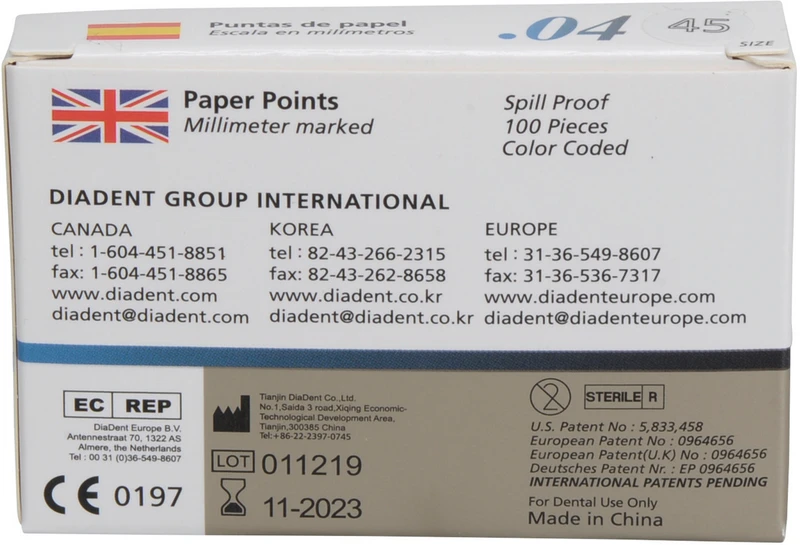 Puntas de papel
Escala en milímetros
.04
45
SIZE
Paper Points
Millimeter marked
Spill Proof
100 Pieces
Color Coded
DIADENT GROUP INTERNATIONAL
CANADA
tel : 1-604-451-8851
fax: 1-604-451-8865
www.diadent.com
diadent@diadent.com
KOREA
tel : 82-43-266-2315
fax: 82-43-262-8658
www.diadent.co.kr
diadent@diadent.co.kr
EUROPE
tel : 31-36-549-8607
fax: 31-36-536-7317
www.diadenteurope.com
diadent@diadenteurope.com
EC REP
DiaDent Europe B.V.
Antennestraat 70, 1322 AS
Almere, the Netherlands
Tel : 00 31 (0)36-549-8607
CE 0197
Tianjin DiaDent Co.,Ltd.
No.1,Saida 3 road,Xiqing Economic-
Technological Development Area,
Tianjin,300385 China
Tel:+86-22-2397-0745
LOT 011219
11-2023
2
STERILE R
U.S. Patent No : 5,833,458
European Patent No : 0964656
European Patent(U.K) No : 0964656
Deutsches Patent Nr. : EP 0964656
INTERNATIONAL PATENTS PENDING
For Dental Use Only
Made in China